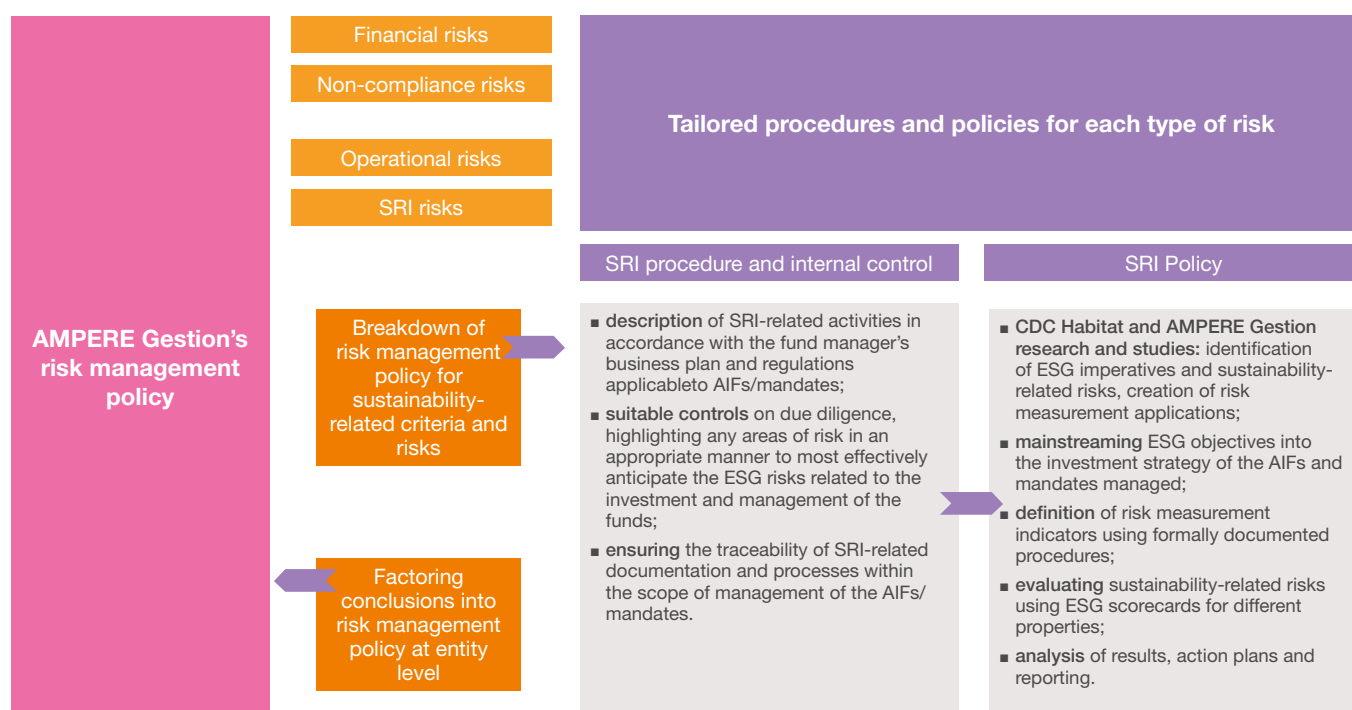 AMPERE Gestion’s
risk management
policy
Financial risks
Non-compliance risks
Operational risks
SRI risks
Tailored procedures and policies for each type of risk
Breakdown of
risk management
policy for
sustainability-
related criteria and
risks
Factoring
conclusions into
risk management
policy at entity
level
SRI procedure and internal control
■ description of SRI-related activities in
accordance with the fund manager’s
business plan and regulations
applicableto AIFs/mandates;
■ suitable controls on due diligence,
highlighting any areas of risk in an
appropriate manner to most effectively
anticipate the ESG risks related to the
investment and management of the
funds;
■ ensuring the traceability of SRI-related
documentation and processes within
the scope of management of the AIFs/
mandates.
SRI Policy
■ CDC Habitat and AMPERE Gestion
research and studies: identification
of ESG imperatives and sustainability-
related risks, creation of risk
measurement applications;
■ mainstreaming ESG objectives into
the investment strategy of the AIFs and
mandates managed;
■ definition of risk measurement
indicators using formally documented
procedures;
■ evaluating sustainability-related risks
using ESG scorecards for different
properties;
■ analysis of results, action plans and
reporting.